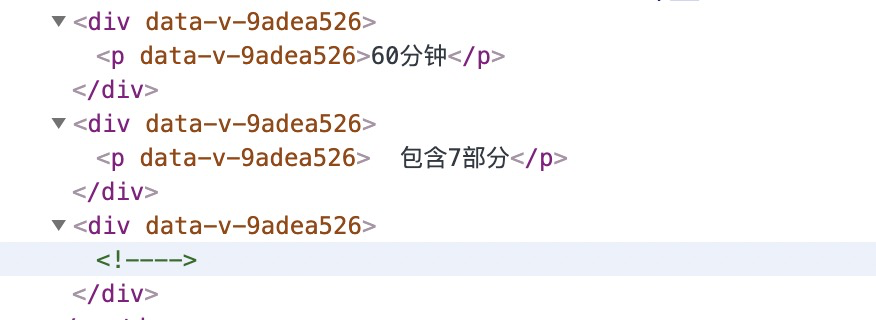 ▼<div data-v-9adea526>
<p data-v-9adea526>60分钟</p>
</div>
▼<div data-v-9adea526>
<p data-v-9adea526>  包含7部分</p>
</div>
▼<div data-v-9adea526>
<!---->
</div>